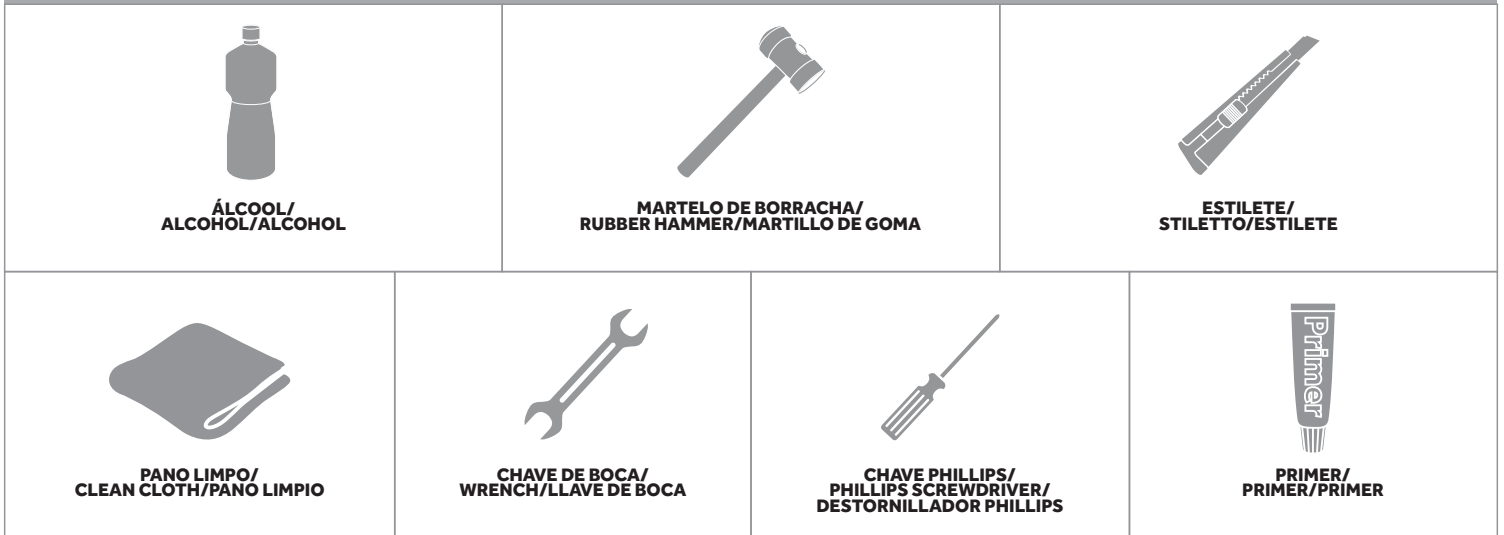 ÁLCOOL/
ALCOHOL/ALCOHOL
MARTELO DE BORRACHA/
RUBBER HAMMER/MARTILLO DE GOMA
ESTILETE/
STILETTO/ESTILETE
PANO LIMPO/
CLEAN CLOTH/PANO LIMPIO
CHAVE DE BOCA/
WRENCH/LLAVE DE BOCA
CHAVE PHILLIPS/
PHILLIPS SCREWDRIVER/
DESTORNILLADOR PHILLIPS
Primer
PRIMER/
PRIMER/PRIMER